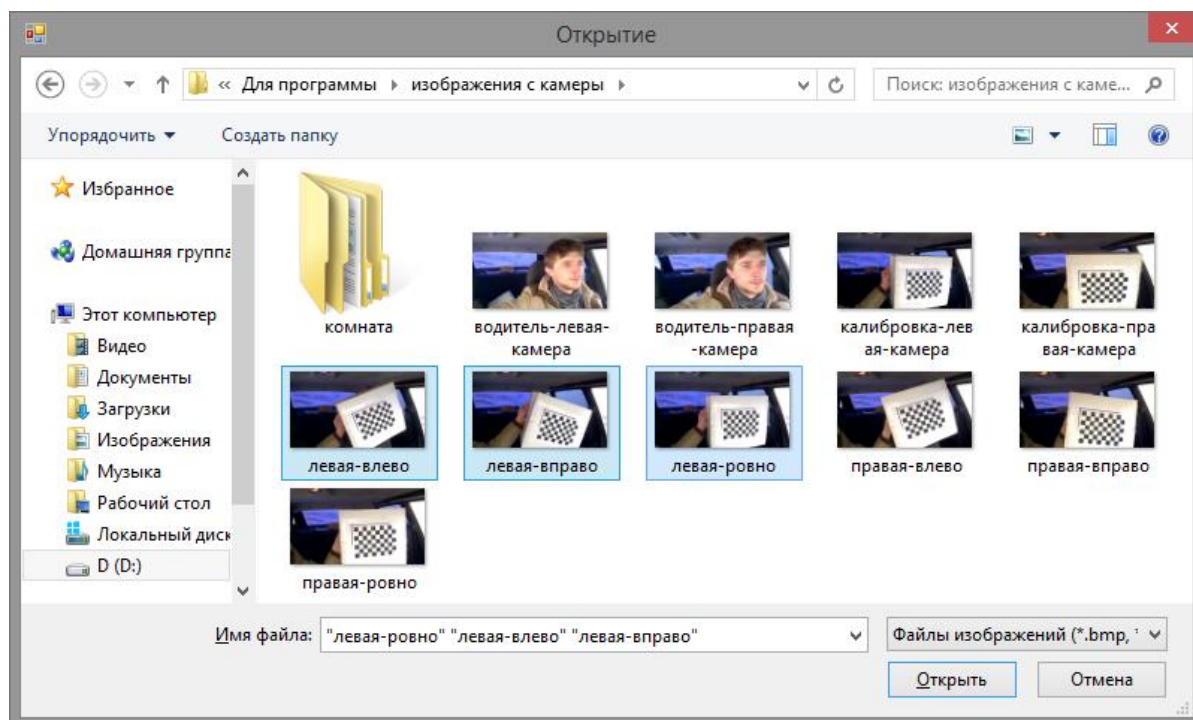 Открытие
« Для программы изображения с камеры
Поиск: изображения с каме...
Упорядочить
Создать папку
Избранное
Домашняя группа
Этот компьютер
Видео
Документы
Загрузки
Изображения
Музыка
Рабочий стол
Локальный диск
D (D:)
комната
водитель-левая-
камера
водитель-правая
-камера
калибровка-лев
ая-камера
калибровка-пра
вая-камера
левая-влево
левая-вправо
левая-ровно
правая-влево
правая-вправо
правая-ровно
Имя файла: "левая-ровно" "левая-влево" "левая-вправо"
Файлы изображений (*.bmp,
Открыть
Отмена